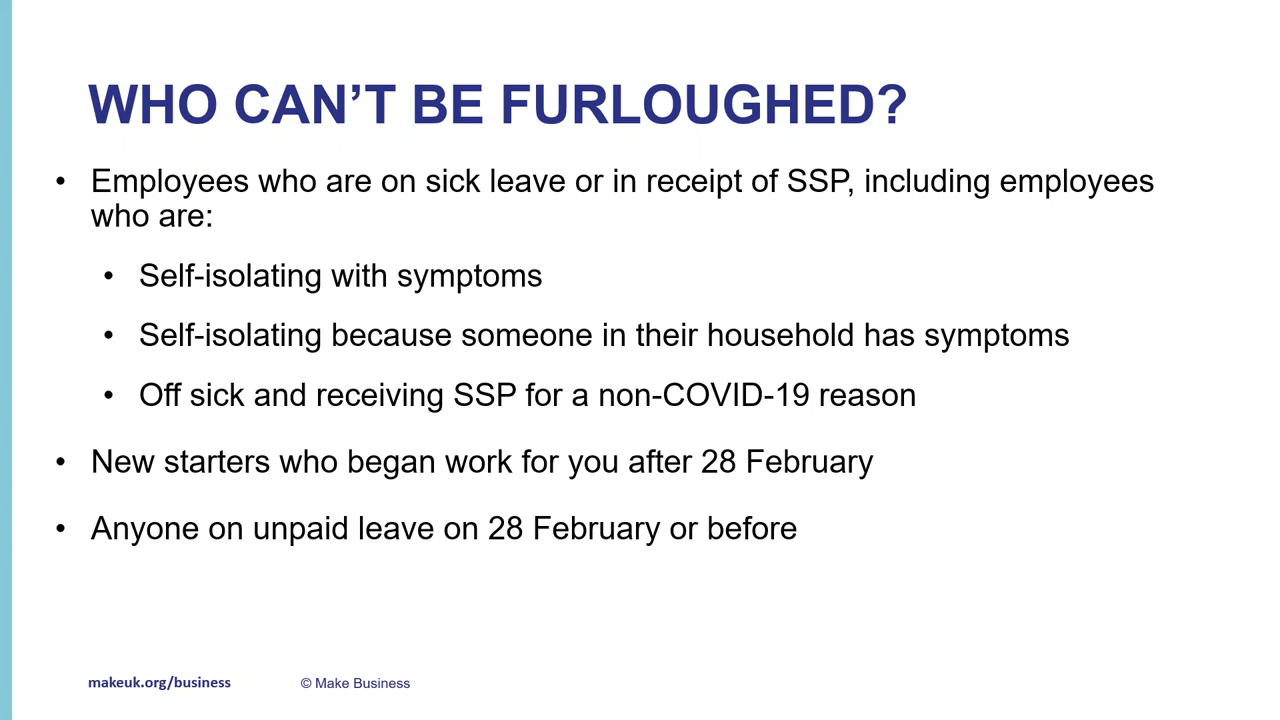 WHO CAN’T BE FURLOUGHED?
• Employees who are on sick leave or in receipt of SSP, including employees
who are:
• Self-isolating with symptoms
• Self-isolating because someone in their household has symptoms
• Off sick and receiving SSP for a non-COVID-19 reason
• New starters who began work for you after 28 February
• Anyone on unpaid leave on 28 February or before
makeuk.org/business © Make Business